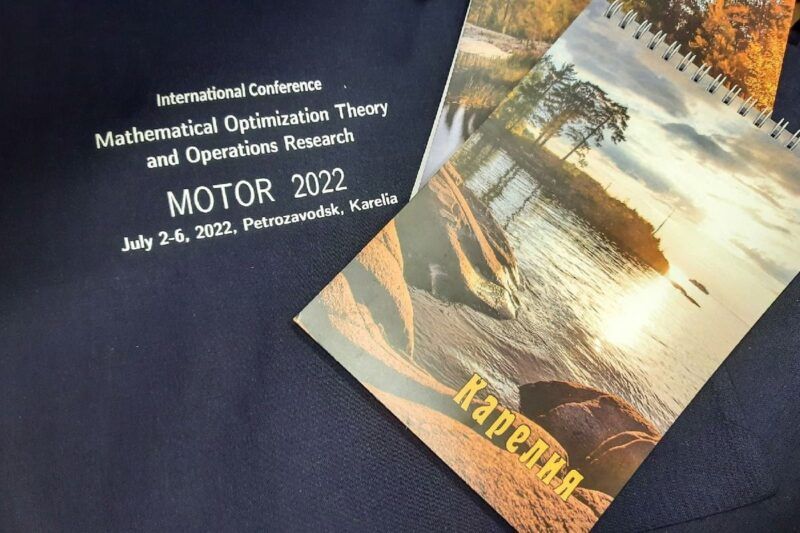 International Conference
Mathematical Optimization Theory
and Operations Research
MOTOR 2022
July 2-6, 2022, Petrozavodsk, Karelia
Карелия